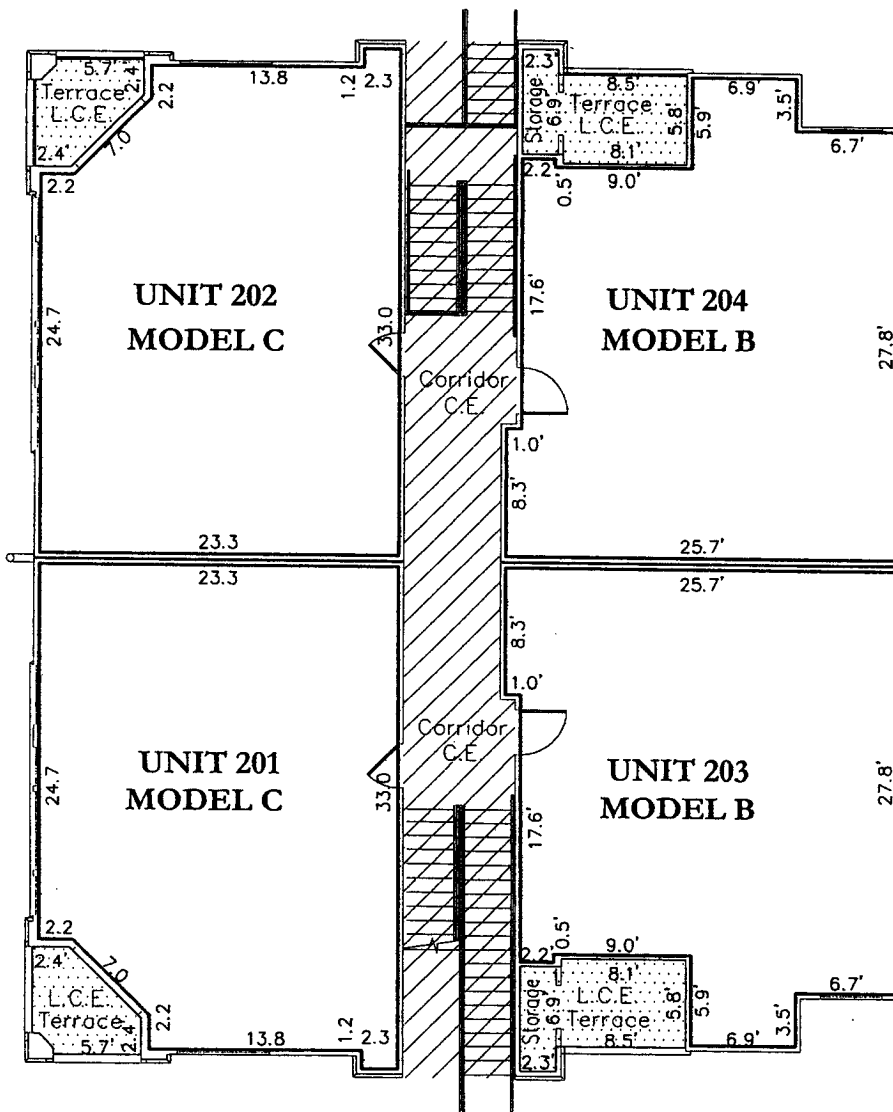 5.7'
2.4
Terrace
L.C.E.
2.4'
2.2
7.0
2.2
13.8
1.2
2.3
24.7
UNIT 202
MODEL C
33.0
23.3
2.3'
Storage
6.9'
8.5'
Terrace
L.C.E.
8.1'
5.8'
5.9'
6.9'
3.5'
6.7'
2.2'
0.5'
9.0'
17.6'
UNIT 204
MODEL B
27.8'
Corridor
C.E.
1.0'
8.3'
25.7'
23.3
24.7
UNIT 201
MODEL C
33.0
2.2
7.0
2.4'
L.C.E.
Terrace
2.4
5.7'
2.2
13.8
1.2
2.3
25.7'
8.3'
1.0'
Corridor
C.E.
UNIT 203
MODEL B
27.8'
17.6'
2.2'
0.5'
9.0'
Storage
6.9'
8.1'
L.C.E.
Terrace
8.5'
5.8'
5.9'
2.3'
6.9'
3.5'
6.7'